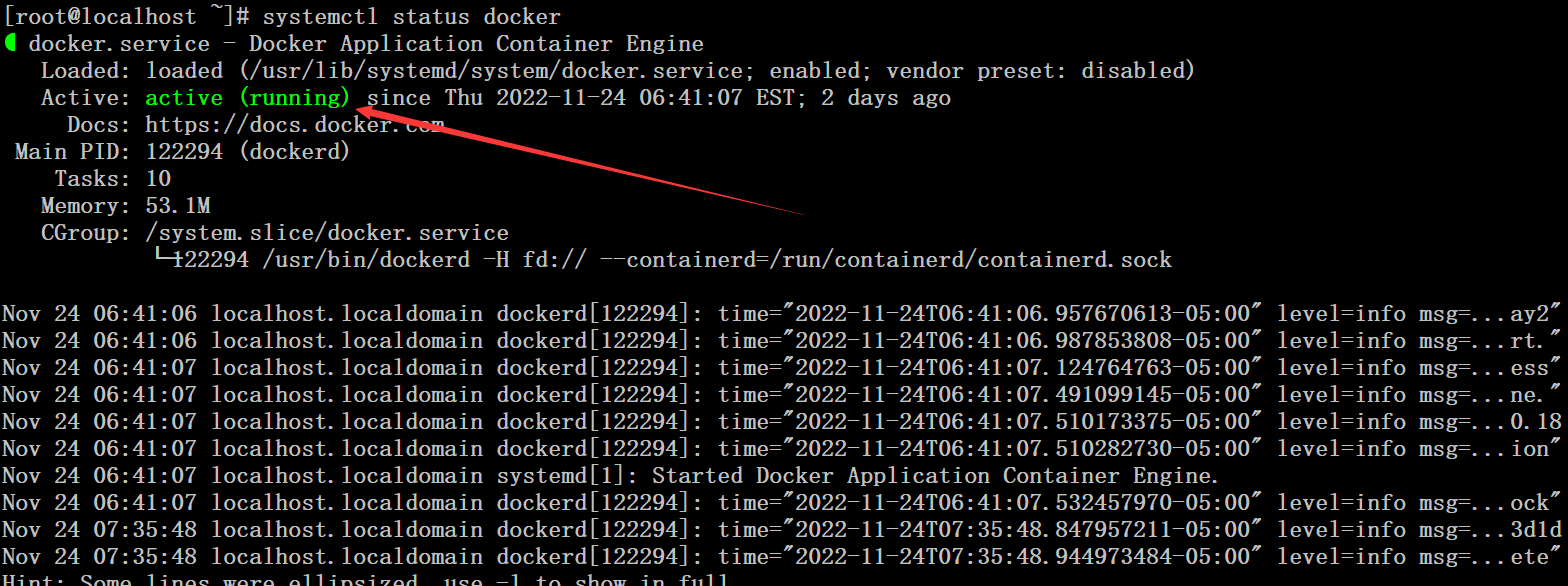 [root@localhost ~]# systemctl status docker
docker.service - Docker Application Container Engine
Loaded: loaded (/usr/lib/systemd/system/docker.service; enabled; vendor preset: disabled)
Active: active (running) since Thu 2022-11-24 06:41:07 EST; 2 days ago
Docs: https://docs.docker.com
Main PID: 122294 (dockerd)
Tasks: 10
Memory: 53.1M
CGroup: /system.slice/docker.service
└─122294 /usr/bin/dockerd -H fd:// --containerd=/run/containerd/containerd.sock
Nov 24 06:41:06 localhost.localdomain dockerd[122294]: time="2022-11-24T06:41:06.957670613-05:00" level=info msg=...ay2"
Nov 24 06:41:06 localhost.localdomain dockerd[122294]: time="2022-11-24T06:41:06.987853808-05:00" level=info msg=...rt."
Nov 24 06:41:07 localhost.localdomain dockerd[122294]: time="2022-11-24T06:41:07.124764763-05:00" level=info msg=...ess"
Nov 24 06:41:07 localhost.localdomain dockerd[122294]: time="2022-11-24T06:41:07.491099145-05:00" level=info msg=...ne."
Nov 24 06:41:07 localhost.localdomain dockerd[122294]: time="2022-11-24T06:41:07.510173375-05:00" level=info msg=...0.18
Nov 24 06:41:07 localhost.localdomain dockerd[122294]: time="2022-11-24T06:41:07.510282730-05:00" level=info msg=...ion"
Nov 24 06:41:07 localhost.localdomain systemd[1]: Started Docker Application Container Engine.
Nov 24 06:41:07 localhost.localdomain dockerd[122294]: time="2022-11-24T06:41:07.532457970-05:00" level=info msg=...ock"
Nov 24 07:35:48 localhost.localdomain dockerd[122294]: time="2022-11-24T07:35:48.847957211-05:00" level=info msg=...3d1d
Nov 24 07:35:48 localhost.localdomain dockerd[122294]: time="2022-11-24T07:35:48.944973484-05:00" level=info msg=...ete"
Hint: Some lines were ellipsized, use -l to show in full.